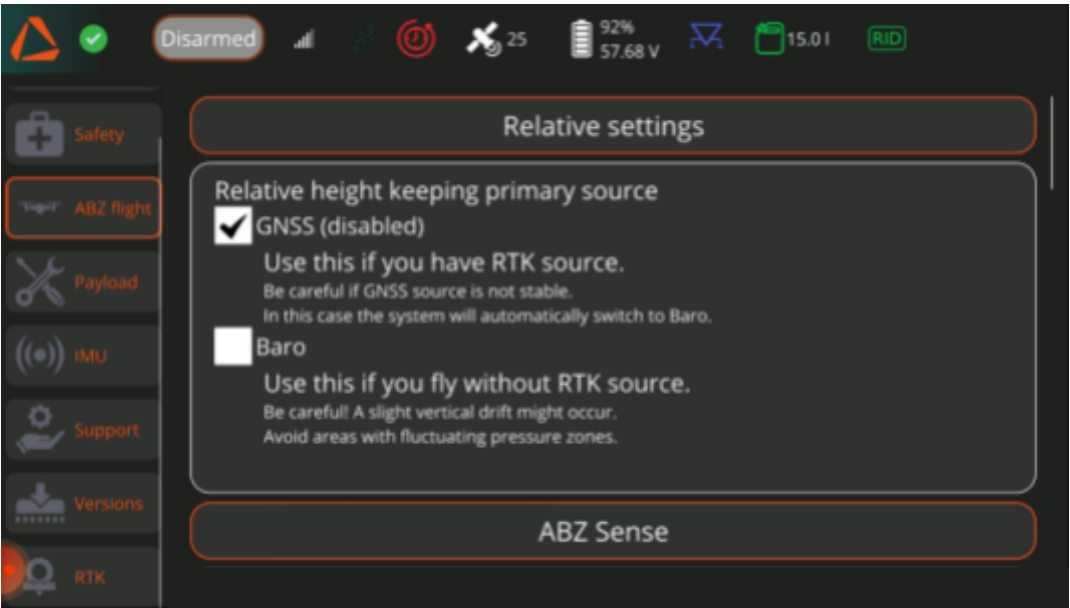 Disarmed
25
92%
57.68 V
15.0 l
RID
Safety
ABZ flight
Payload
IMU
Support
Versions
RTK
Relative settings
Relative height keeping primary source
GNSS (disabled)
Use this if you have RTK source.
Be careful if GNSS source is not stable.
In this case the system will automatically switch to Baro.
Baro
Use this if you fly without RTK source.
Be careful! A slight vertical drift might occur.
Avoid areas with fluctuating pressure zones.
ABZ Sense